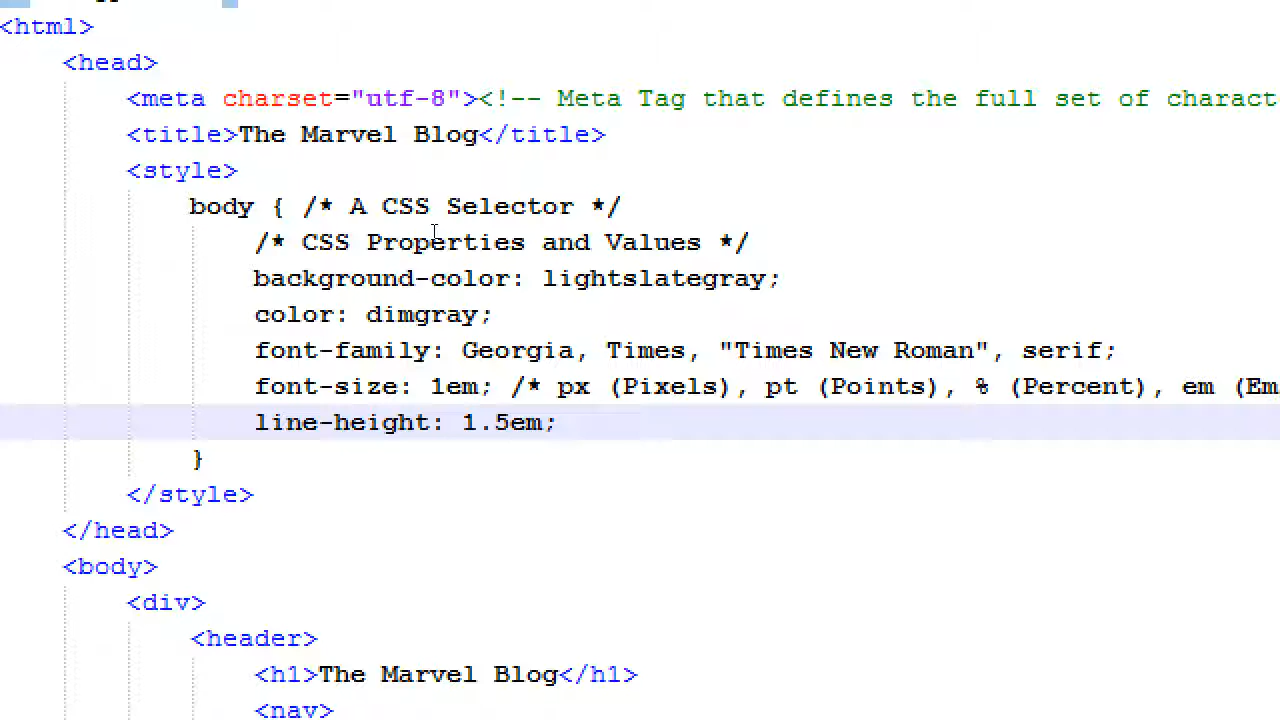 <html>
<head>
<meta charset="utf-8"><!-- Meta Tag that defines the full set of charact
<title>The Marvel Blog</title>
<style>
body { /* A CSS Selector */
/* CSS Properties and Values */
background-color: lightslategray;
color: dimgray;
font-family: Georgia, Times, "Times New Roman", serif;
font-size: 1em; /* px (Pixels), pt (Points), % (Percent), em (Em
line-height: 1.5em;
}
</style>
</head>
<body>
<div>
<header>
<h1>The Marvel Blog</h1>
<nav>